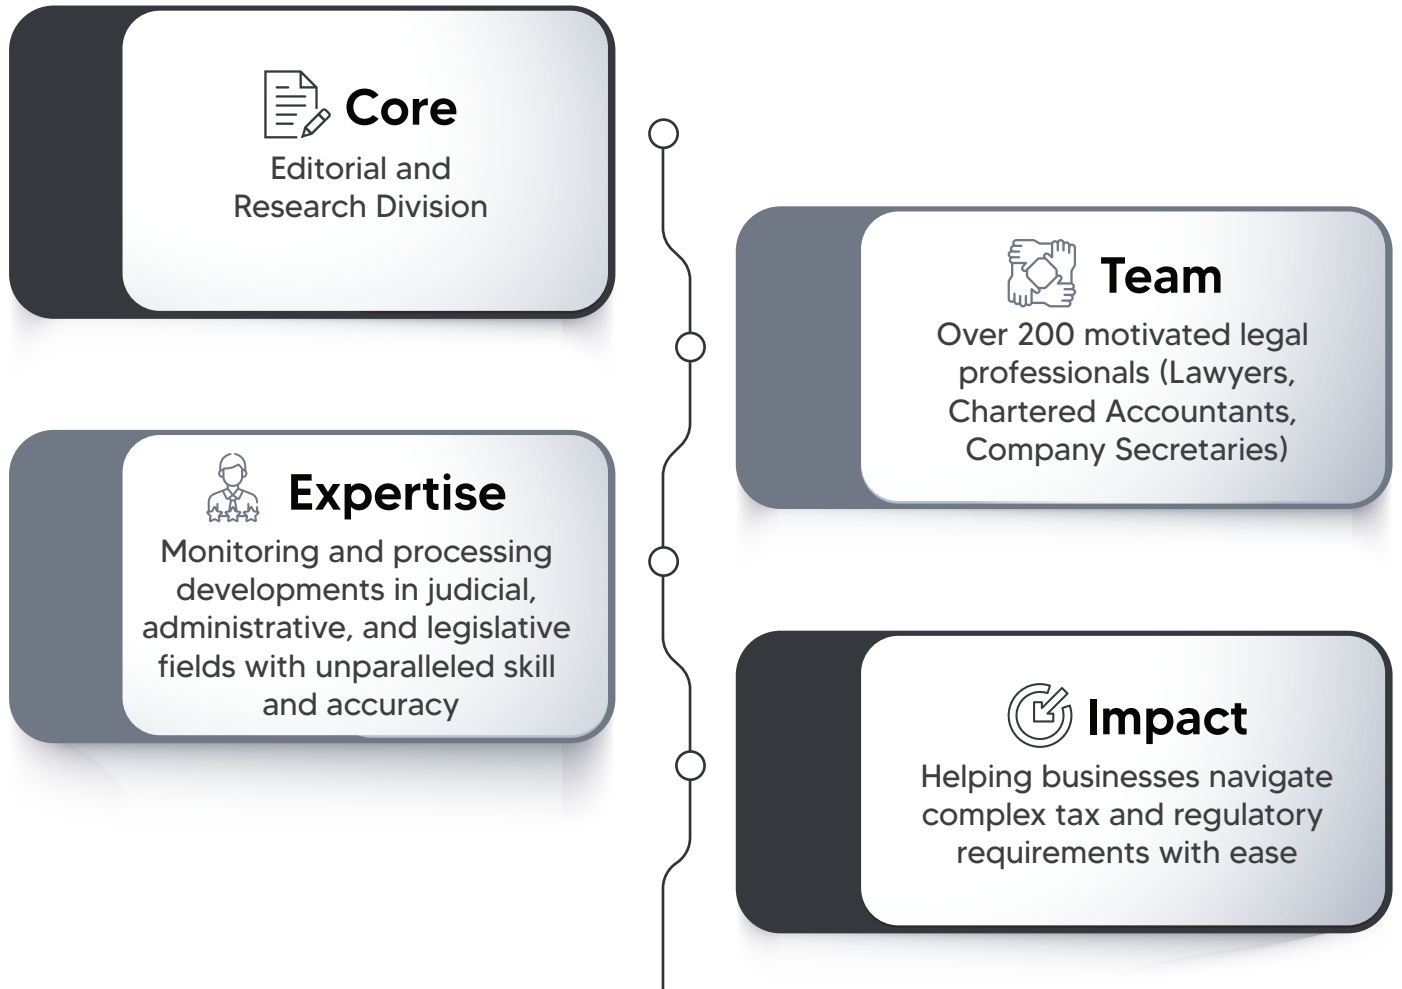 Core
Editorial and
Research Division
Team
Over 200 motivated legal
professionals (Lawyers,
Chartered Accountants,
Company Secretaries)
Expertise
Monitoring and processing
developments in judicial,
administrative, and legislative
fields with unparalleled skill
and accuracy
Impact
Helping businesses navigate
complex tax and regulatory
requirements with ease